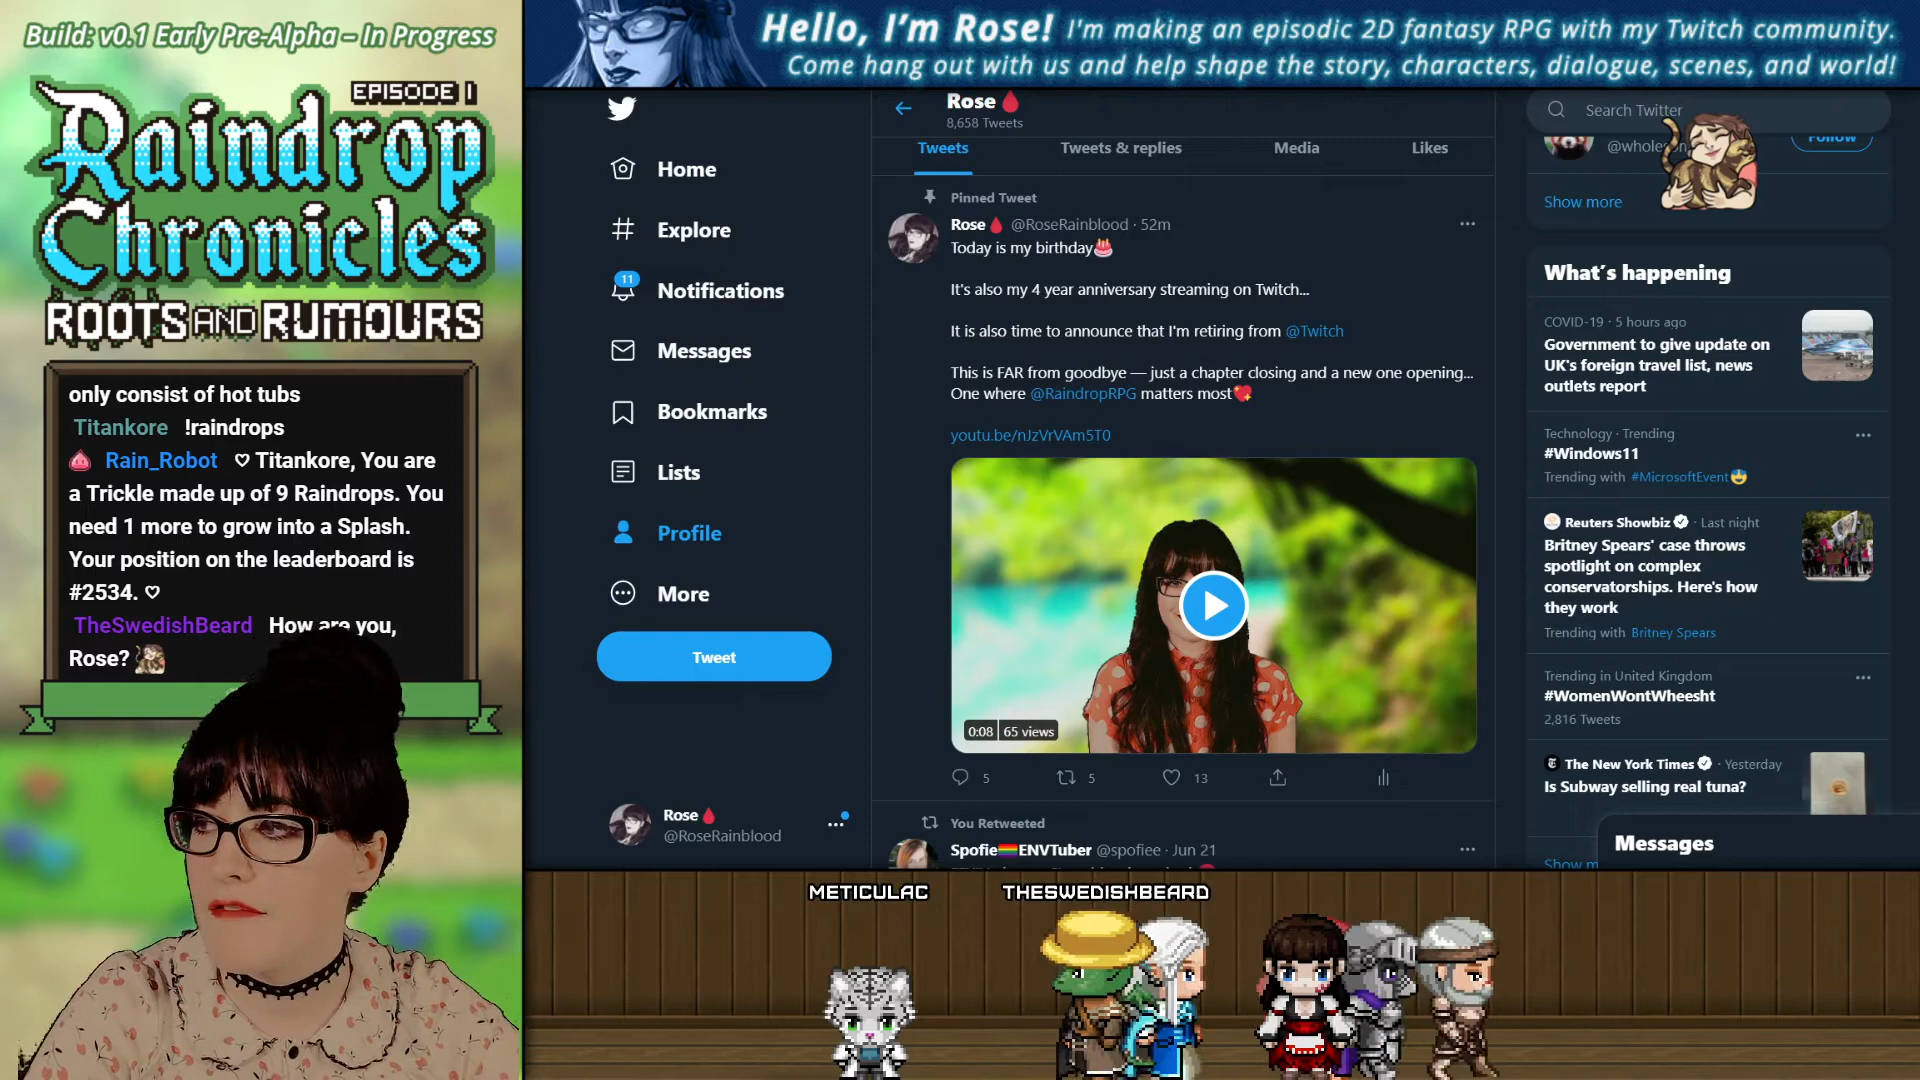 Build: v0.1 Early Pre-Alpha – In Progress
EPISODE I
Raindrop
Chronicles
ROOTS AND RUMOURS
only consist of hot tubs
Titankore !raindrops
Rain_Robot ♡ Titankore, You are
a Trickle made up of 9 Raindrops. You
need 1 more to grow into a Splash.
Your position on the leaderboard is
#2534. ♡
TheSwedishBeard How are you,
Rose?
Hello, I'm Rose! I'm making an episodic 2D fantasy RPG with my Twitch community.
Come hang out with us and help shape the story, characters, dialogue, scenes, and world!
Home
Explore
11
Notifications
Messages
Bookmarks
Lists
Profile
More
Tweet
Rose🩸
@RoseRainblood
Rose🩸
8,658 Tweets
Tweets
Tweets & replies
Media
Likes
Pinned Tweet
Rose🩸 @RoseRainblood · 52m
Today is my birthday🎂
It's also my 4 year anniversary streaming on Twitch...
It is also time to announce that I'm retiring from @Twitch
This is FAR from goodbye — just a chapter closing and a new one opening...
One where @RaindropRPG matters most💖
youtu.be/nJzVrVAm5T0
0:08 65 views
5
5
13
You Retweeted
Spofie🏳️‍🌈ENVTuber @spofiee · Jun 21
Search Twitter
Follow
Show more
What's happening
COVID-19 · 5 hours ago
Government to give update on
UK's foreign travel list, news
outlets report
Technology · Trending
#Windows11
Trending with #MicrosoftEvent
Reuters Showbiz · Last night
Britney Spears' case throws
spotlight on complex
conservatorships. Here's how
they work
Trending with Britney Spears
Trending in United Kingdom
#WomenWontWheesht
2,816 Tweets
The New York Times · Yesterday
Is Subway selling real tuna?
Show
Messages
METICULAC
THESWEDISHBEARD